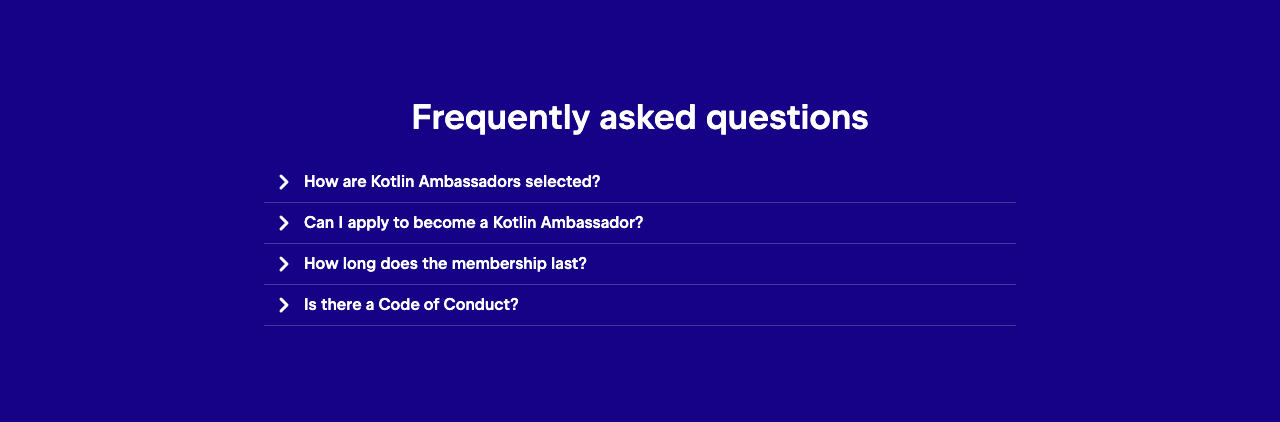 Frequently asked questions
How are Kotlin Ambassadors selected?
Can I apply to become a Kotlin Ambassador?
How long does the membership last?
Is there a Code of Conduct?